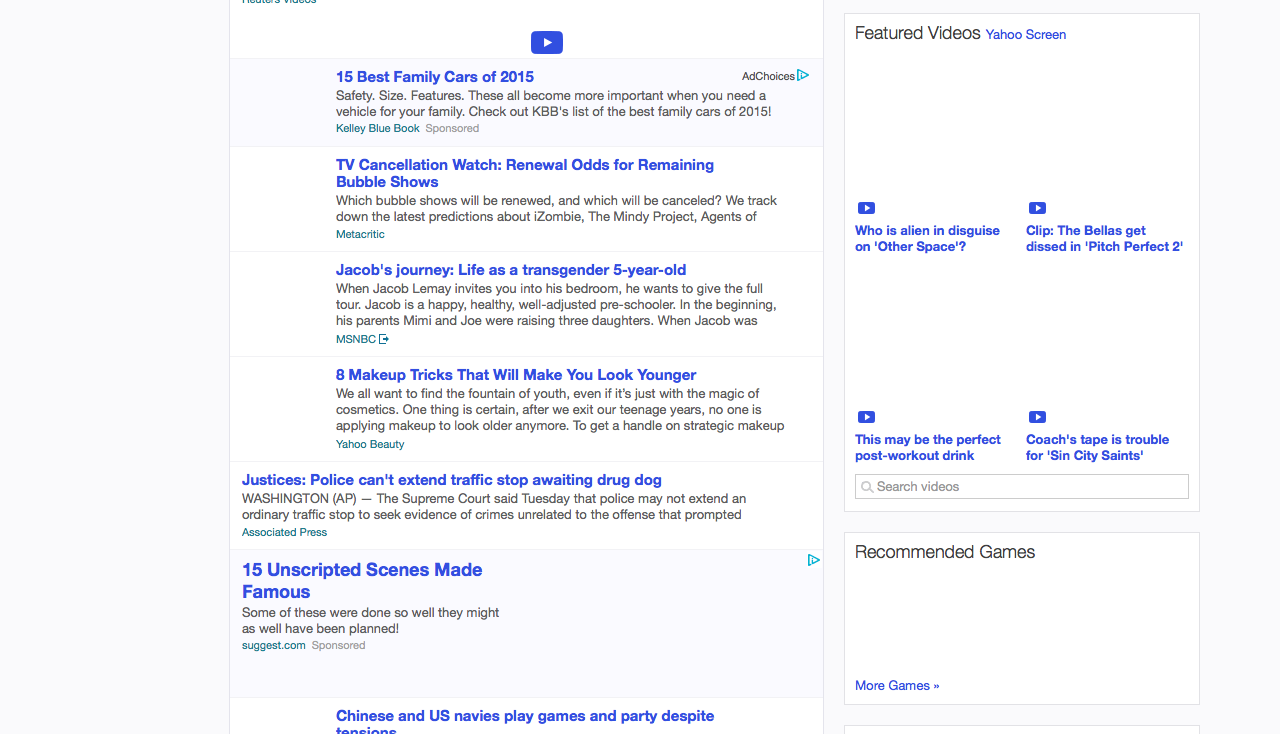 Reuters Videos
15 Best Family Cars of 2015
AdChoices
Safety. Size. Features. These all become more important when you need a
vehicle for your family. Check out KBB's list of the best family cars of 2015!
Kelley Blue Book Sponsored
TV Cancellation Watch: Renewal Odds for Remaining
Bubble Shows
Which bubble shows will be renewed, and which will be canceled? We track
down the latest predictions about iZombie, The Mindy Project, Agents of
Metacritic
Jacob's journey: Life as a transgender 5-year-old
When Jacob Lemay invites you into his bedroom, he wants to give the full
tour. Jacob is a happy, healthy, well-adjusted pre-schooler. In the beginning,
his parents Mimi and Joe were raising three daughters. When Jacob was
MSNBC
8 Makeup Tricks That Will Make You Look Younger
We all want to find the fountain of youth, even if it’s just with the magic of
cosmetics. One thing is certain, after we exit our teenage years, no one is
applying makeup to look older anymore. To get a handle on strategic makeup
Yahoo Beauty
Justices: Police can't extend traffic stop awaiting drug dog
WASHINGTON (AP) — The Supreme Court said Tuesday that police may not extend an
ordinary traffic stop to seek evidence of crimes unrelated to the offense that prompted
Associated Press
15 Unscripted Scenes Made
Famous
Some of these were done so well they might
as well have been planned!
suggest.com Sponsored
Chinese and US navies play games and party despite
tensions
Featured Videos Yahoo Screen
Who is alien in disguise
on 'Other Space'?
Clip: The Bellas get
dissed in 'Pitch Perfect 2'
This may be the perfect
post-workout drink
Coach's tape is trouble
for 'Sin City Saints'
Search videos
Recommended Games
More Games »